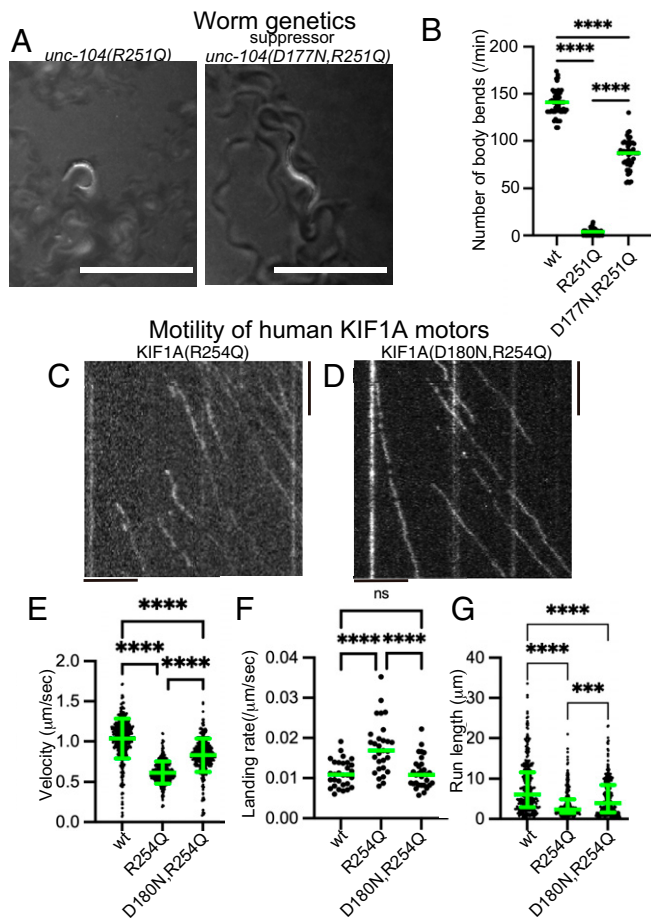 Worm genetics
A
suppressor
unc-104(R251Q)
unc-104(D177N,R251Q)
B
****
****
****
Number of body bends (/min)
200
150
100
50
0
wt
R251Q
D177N,R251Q
Motility of human KIF1A motors
C
KIF1A(R254Q)
D
KIF1A(D180N,R254Q)
E
****
****
****
Velocity (μm/sec)
2.0
1.5
1.0
0.5
0.0
wt
R254Q
D180N,R254Q
F
ns
****
****
Landing rate(/μm/sec)
0.04
0.03
0.02
0.01
0.00
wt
R254Q
D180N,R254Q
G
****
****
***
Run length (μm)
40
30
20
10
0
wt
R254Q
D180N,R254Q